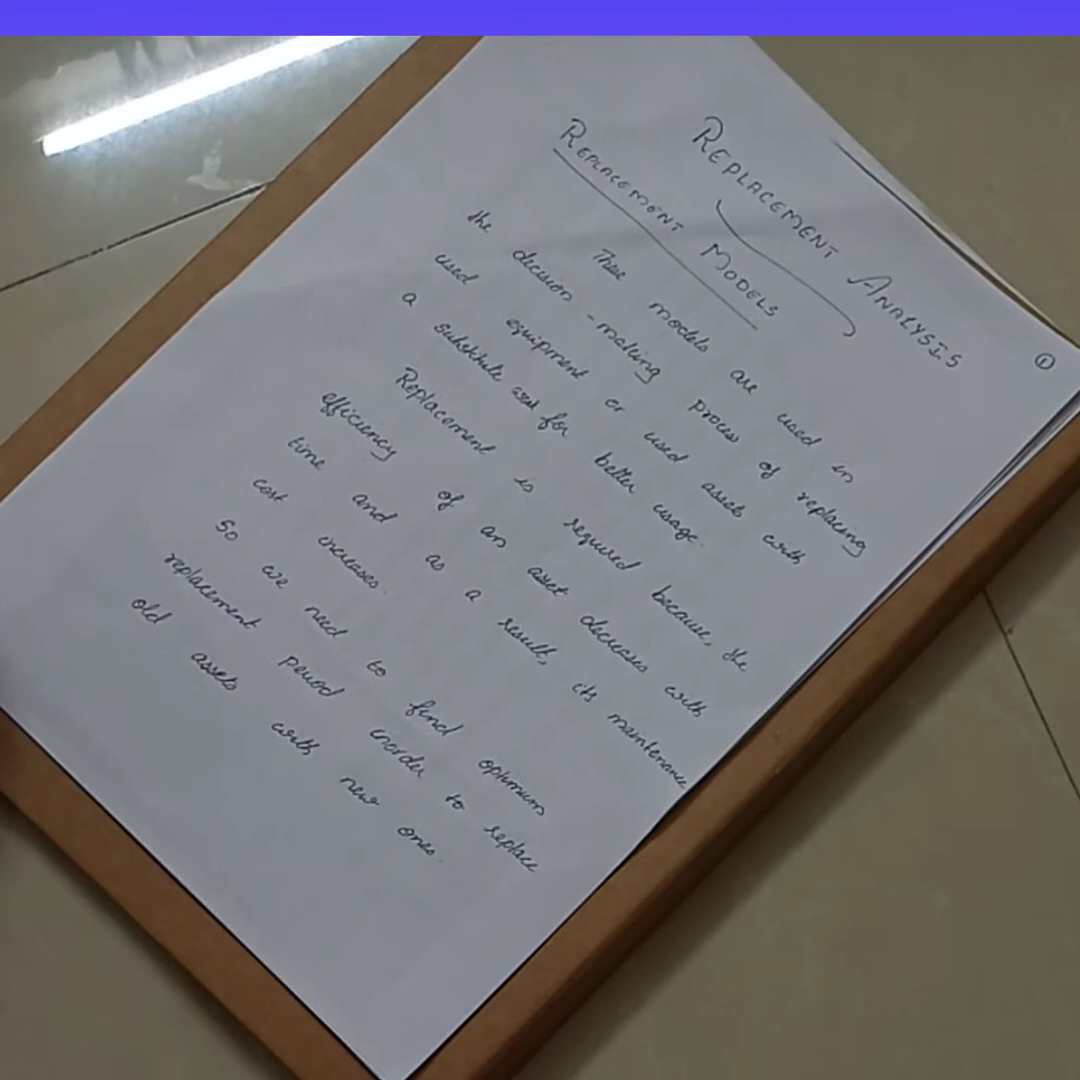 ①
REPLACEMENT ANALYSIS
REPLACEMENT MODELS
These models are used in
the decision-making process of replacing
used equipment or used assets with
a substitute asset for better usage.
Replacement is required because, the
efficiency of an asset decreases with
time and as a result, its maintenance
cost increases.
So we need to find optimum
replacement period inorder to replace
old assets with new ones.